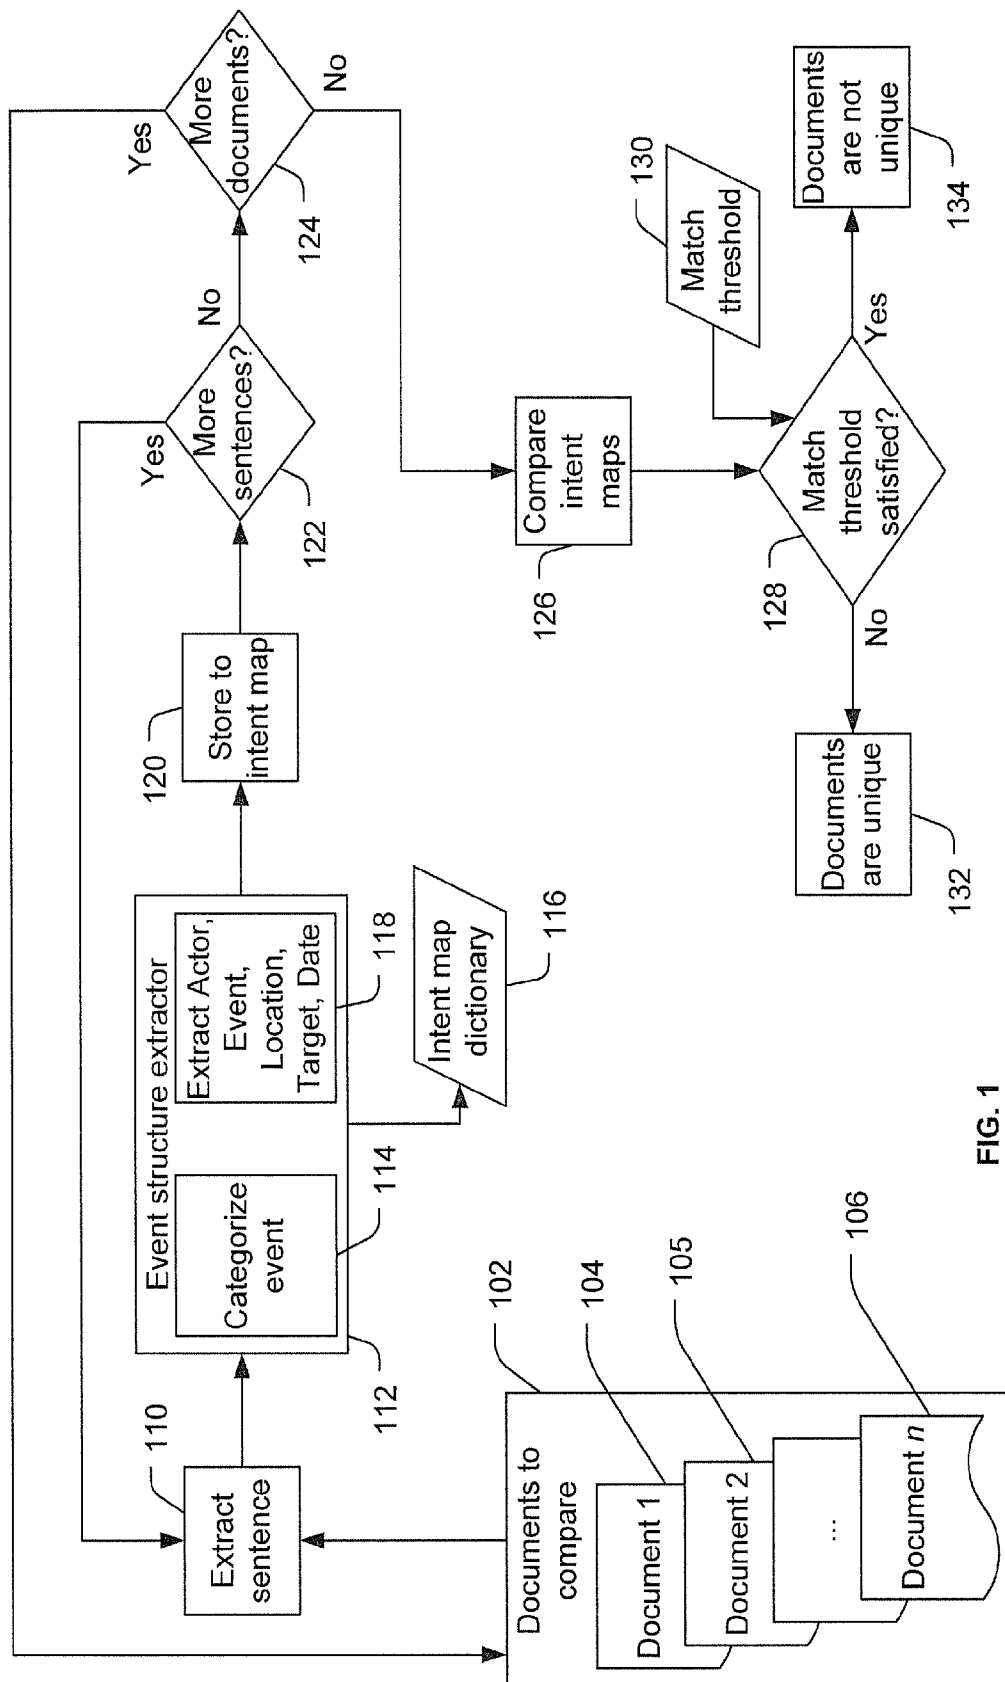 Documents to
compare
102
Document 1
104
Document 2
105
...
Document n
106
110
Extract
sentence
Event structure extractor
112
Categorize
event
114
Extract Actor,
Event,
Location,
Target, Date
118
Intent map
dictionary
116
120
Store to
intent map
More
sentences?
122
Yes
No
More
documents?
124
Yes
No
Compare
intent
maps
126
Match
threshold
130
Match
threshold
satisfied?
128
No
Yes
Documents
are unique
132
Documents
are not
unique
134
FIG. 1